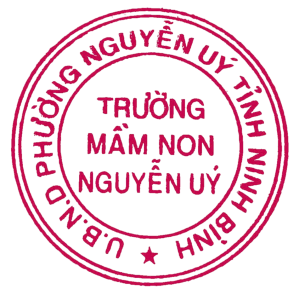 U.B.N.D PHƯỜNG NGUYỄN UÝ TỈNH NINH BÌNH
TRƯỜNG
MẦM NON
NGUYỄN UÝ